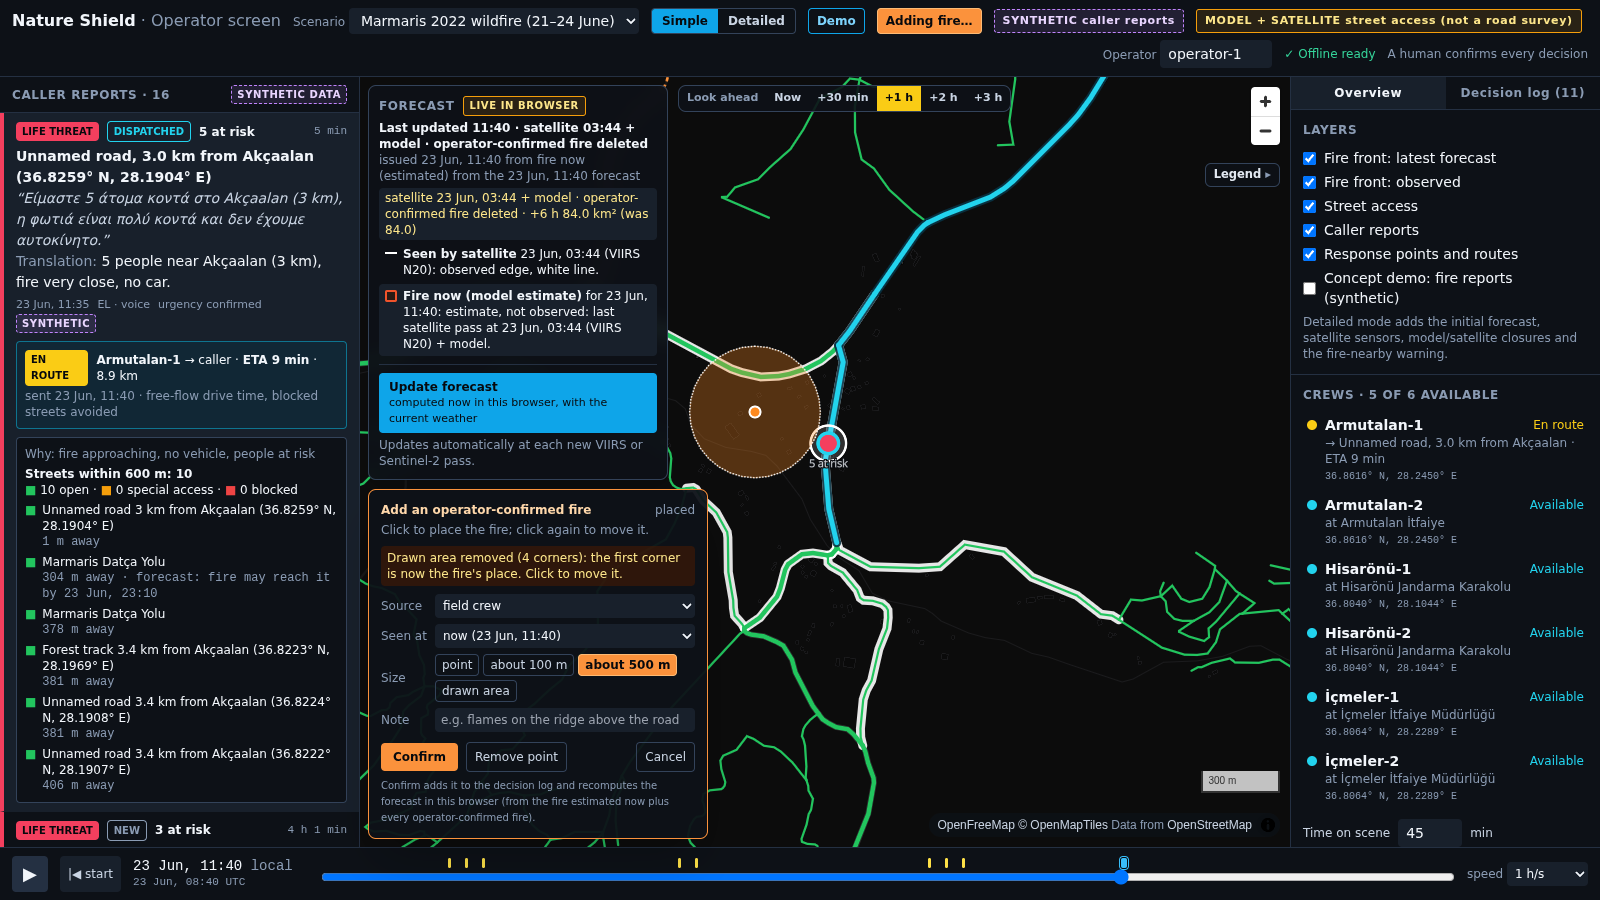 Nature Shield · Operator screen
Scenario
Marmaris 2022 wildfire (21–24 June)
Simple
Detailed
Demo
Adding fire…
SYNTHETIC caller reports
MODEL + SATELLITE street access (not a road survey)
Operator
operator-1
✓ Offline ready
A human confirms every decision
CALLER REPORTS · 16
SYNTHETIC DATA
LIFE THREAT
DISPATCHED
5 at risk
5 min
Unnamed road, 3.0 km from Akçaalan
(36.8259° N, 28.1904° E)
“Είμαστε 5 άτομα κοντά στο Akçaalan (3 km),
η φωτιά είναι πολύ κοντά και δεν έχουμε
αυτοκίνητο.”
Translation: 5 people near Akçaalan (3 km),
fire very close, no car.
23 Jun, 11:35 EL · voice urgency confirmed
SYNTHETIC
EN
ROUTE
Armutalan-1 → caller · ETA 9 min ·
8.9 km
sent 23 Jun, 11:40 · free-flow drive time, blocked
streets avoided
Why: fire approaching, no vehicle, people at risk
Streets within 600 m: 10
10 open · 0 special access · 0 blocked
Unnamed road 3 km from Akçaalan (36.8259° N,
28.1904° E)
1 m away
Marmaris Datça Yolu
304 m away · forecast: fire may reach it
by 23 Jun, 23:10
Marmaris Datça Yolu
378 m away
Forest track 3.4 km from Akçaalan (36.8223° N,
28.1969° E)
381 m away
Unnamed road 3.4 km from Akçaalan (36.8224°
N, 28.1908° E)
381 m away
Unnamed road 3.4 km from Akçaalan (36.8222°
N, 28.1907° E)
406 m away
LIFE THREAT
NEW
3 at risk
4 h 1 min
FORECAST
LIVE IN BROWSER
Last updated 11:40 · satellite 03:44 +
model · operator-confirmed fire deleted
issued 23 Jun, 11:40 from fire now
(estimated) from the 23 Jun, 11:40 forecast
satellite 23 Jun, 03:44 + model · operator-
confirmed fire deleted · +6 h 84.0 km² (was
84.0)
Seen by satellite 23 Jun, 03:44 (VIIRS
N20): observed edge, white line.
Fire now (model estimate) for 23 Jun,
11:40: estimate, not observed: last
satellite pass at 23 Jun, 03:44 (VIIRS
N20) + model.
Update forecast
computed now in this browser, with the
current weather
Updates automatically at each new VIIRS or
Sentinel-2 pass.
Add an operator-confirmed fire
placed
Click to place the fire; click again to move it.
Drawn area removed (4 corners): the first corner
is now the fire's place. Click to move it.
Source
field crew
Seen at
now (23 Jun, 11:40)
Size
point
about 100 m
about 500 m
drawn area
Note
e.g. flames on the ridge above the road
Confirm
Remove point
Cancel
Confirm adds it to the decision log and recomputes the
forecast in this browser (from the fire estimated now plus
every operator-confirmed fire).
Look ahead
Now
+30 min
+1 h
+2 h
+3 h
+
−
Legend ▸
5 at risk
300 m
OpenFreeMap © OpenMapTiles Data from OpenStreetMap
Overview
Decision log (11)
LAYERS
Fire front: latest forecast
Fire front: observed
Street access
Caller reports
Response points and routes
Concept demo: fire reports
(synthetic)
Detailed mode adds the initial forecast,
satellite sensors, model/satellite closures and
the fire-nearby warning.
CREWS · 5 OF 6 AVAILABLE
Armutalan-1
En route
→ Unnamed road, 3.0 km from Akçaalan ·
ETA 9 min
36.8616° N, 28.2450° E
Armutalan-2
Available
at Armutalan İtfaiye
36.8616° N, 28.2450° E
Hisarönü-1
Available
at Hisarönü Jandarma Karakolu
36.8040° N, 28.1044° E
Hisarönü-2
Available
at Hisarönü Jandarma Karakolu
36.8040° N, 28.1044° E
İçmeler-1
Available
at İçmeler İtfaiye Müdürlüğü
36.8064° N, 28.2289° E
İçmeler-2
Available
at İçmeler İtfaiye Müdürlüğü
36.8064° N, 28.2289° E
Time on scene
45
min
▶
|◀ start
23 Jun, 11:40 local
23 Jun, 08:40 UTC
speed
1 h/s